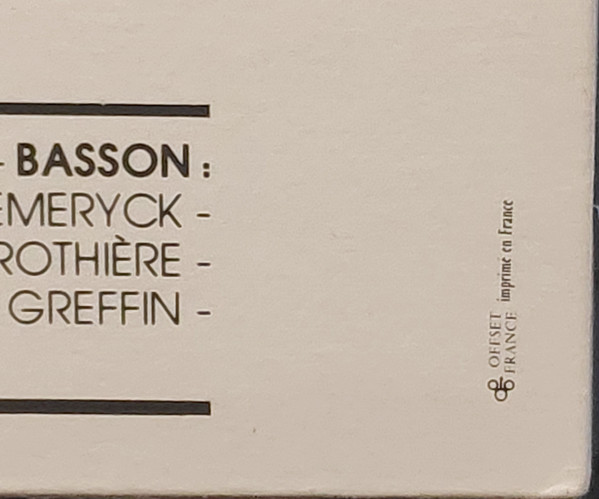 - BASSON :
EMERYCK -
ROTHIÈRE -
GREFFIN -
OFFSET
FRANCE imprimé en France